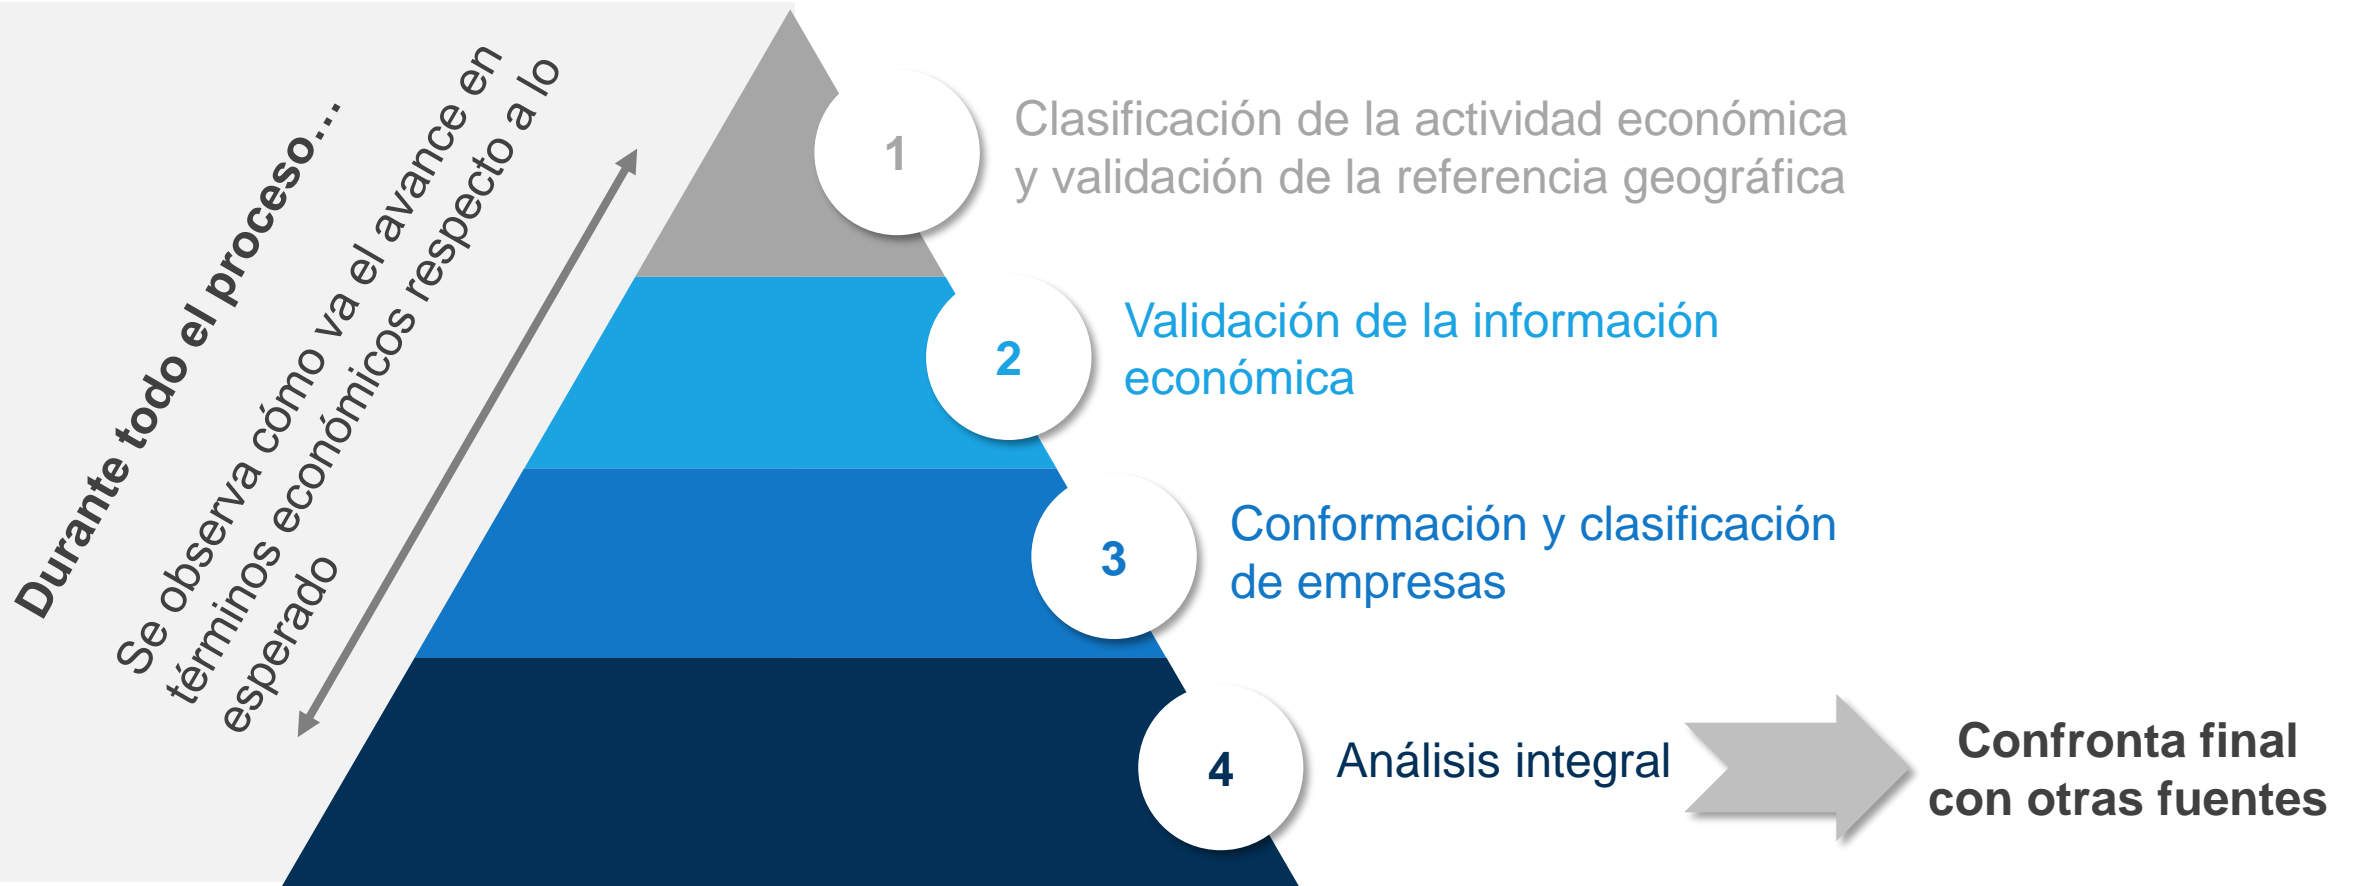 Durante todo el proceso…
Se observa cómo va el avance en
términos económicos respecto a lo
esperado
1
Clasificación de la actividad económica
y validación de la referencia geográfica
2
Validación de la información
económica
3
Conformación y clasificación
de empresas
4
Análisis integral
Confronta final
con otras fuentes